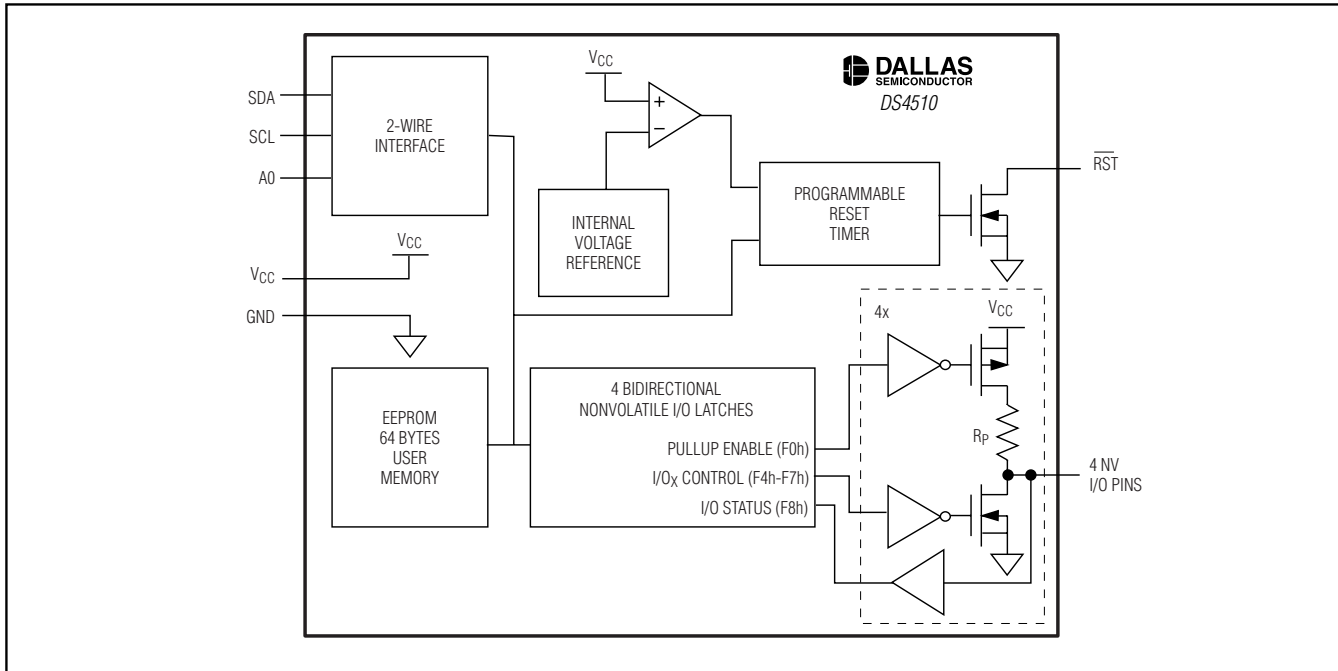 DALLAS
SEMICONDUCTOR
DS4510
SDA
SCL
A0
2-WIRE
INTERFACE
VCC
+
−
INTERNAL
VOLTAGE
REFERENCE
PROGRAMMABLE
RESET
TIMER
RST
VCC
VCC
GND
EEPROM
64 BYTES
USER
MEMORY
4 BIDIRECTIONAL
NONVOLATILE I/O LATCHES
PULLUP ENABLE (F0h)
I/OX CONTROL (F4h-F7h)
I/O STATUS (F8h)
4x
VCC
RP
4 NV
I/O PINS